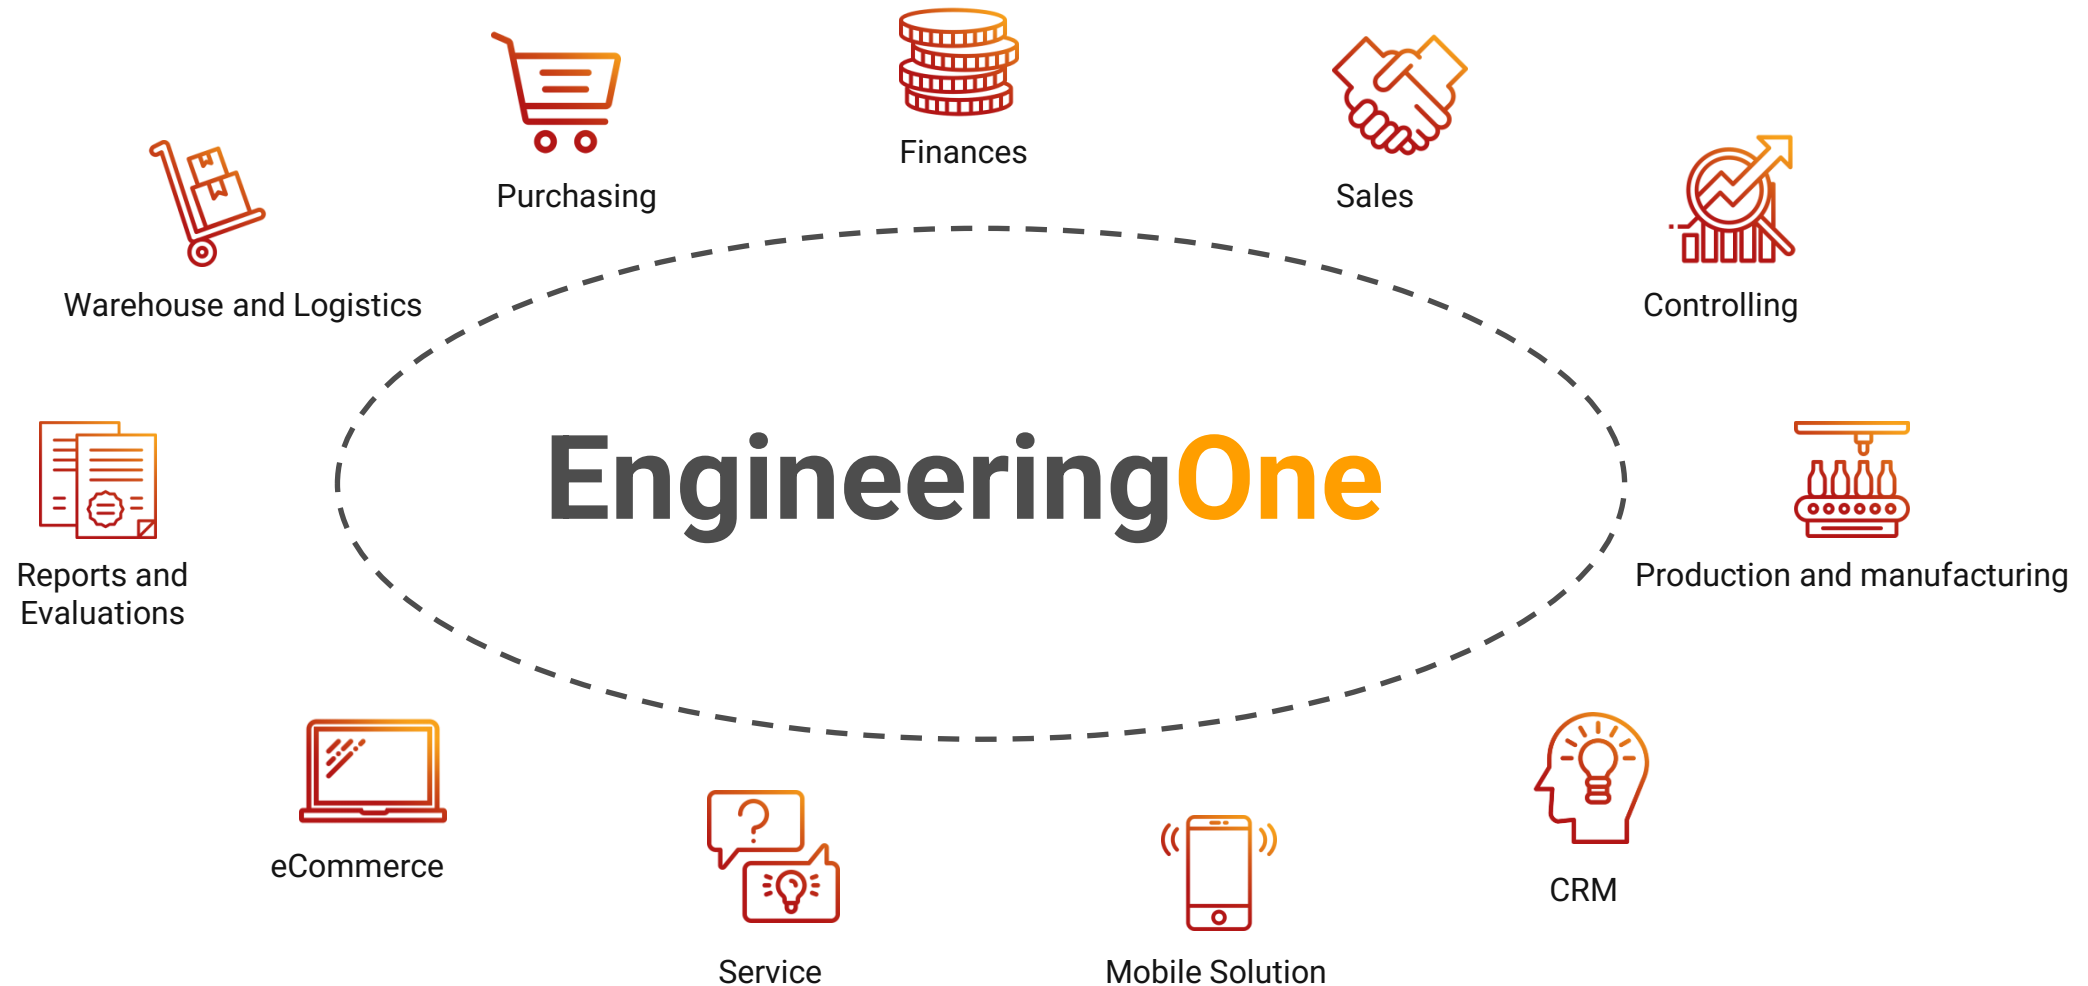 Finances
Purchasing
Sales
Warehouse and Logistics
Controlling
EngineeringOne
Reports and
Evaluations
Production and manufacturing
eCommerce
CRM
Service
Mobile Solution